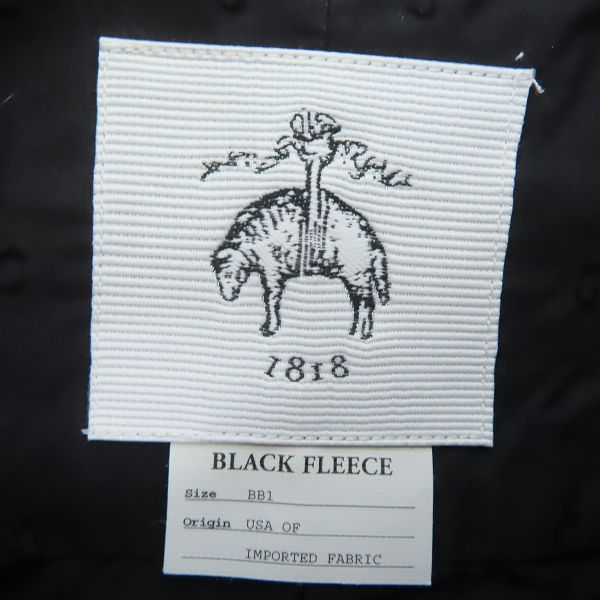 1818
BLACK FLEECE
Size BB1
Origin USA OF
IMPORTED FABRIC